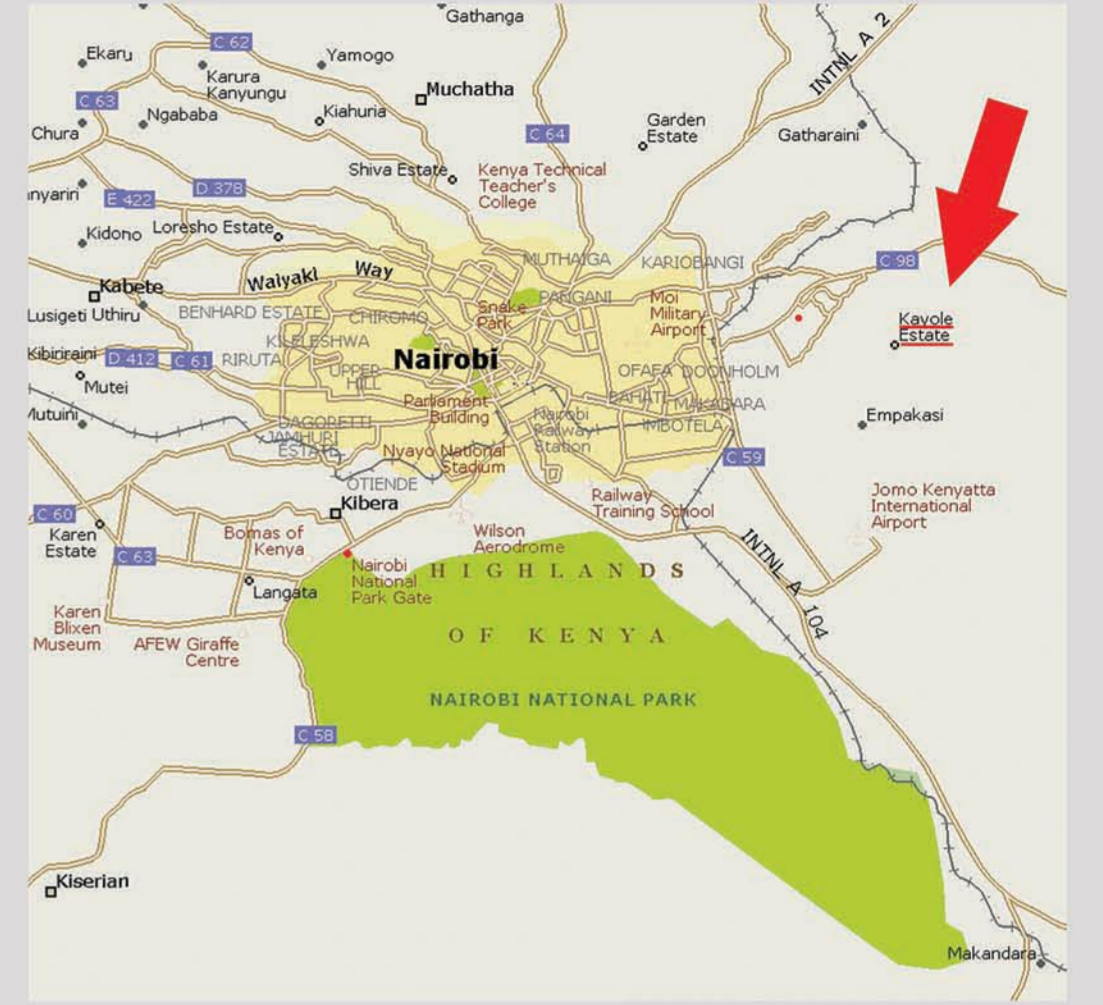 Gathanga
C 62
Ekaru
Yamogo
INTNL A 2
Karura
Kanyungu
Muchatha
C 63
Ngababa
Kiahuria
Garden
Estate
Chura
C 64
Gatharaini
Shiva Estate
Kenya Technical
Teacher's
College
nyariri
E 422
D 378
Kidono
Loresho Estate
MUTHAIGA
KARIOBANGI
C 98
Waiyaki Way
Kabete
Lusigeti Uthiru
BENHARD ESTATE
CHIROMO
Snake
Park
PANGANI
Moi
Military
Airport
Kayole
Estate
KILELESHWA
Kibiriraini
D 412
C 61
RIRUTA
UPPER
HILL
Nairobi
OFAFA
DOONHOLM
Mutei
BAHATI
MAKADARA
Parliament
Building
Mutuini
DAGORETTI
Nairobi
Railway
Station
IMBOTELA
Empakasi
JAMHURI
ESTATE
Nyayo National
Stadium
C 59
OTIENDE
Kibera
Railway
Training School
Jomo Kenyatta
International
Airport
C 60
Karen
Estate
Bomas of
Kenya
Wilson
Aerodrome
INTNL A 104
C 63
Nairobi
National
Park Gate
HIGHLANDS
Langata
Karen
Blixen
Museum
AFEW Giraffe
Centre
OF KENYA
NAIROBI NATIONAL PARK
C 58
Kiserian
Makandara